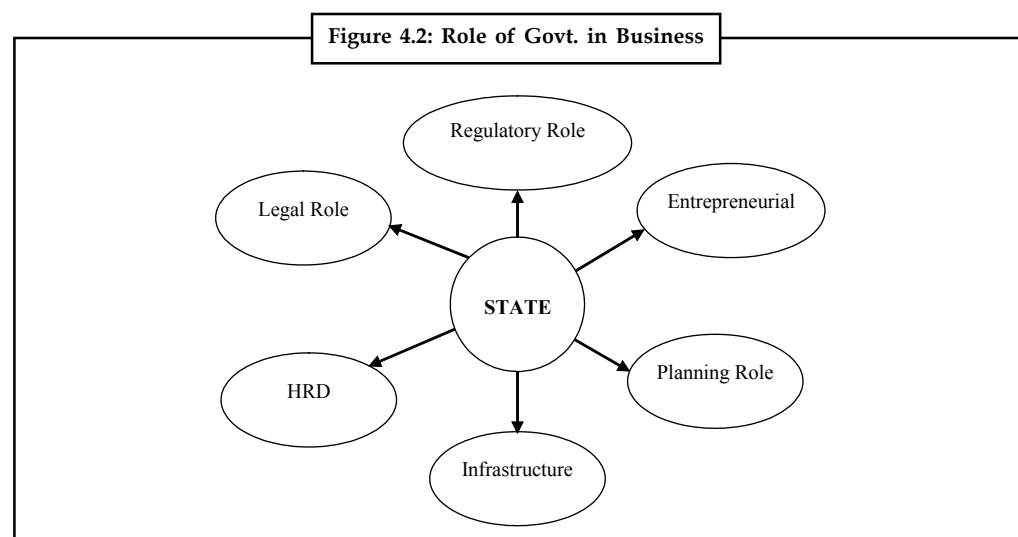 Figure 4.2: Role of Govt. in Business
Regulatory Role
Legal Role
Entrepreneurial
STATE
HRD
Planning Role
Infrastructure